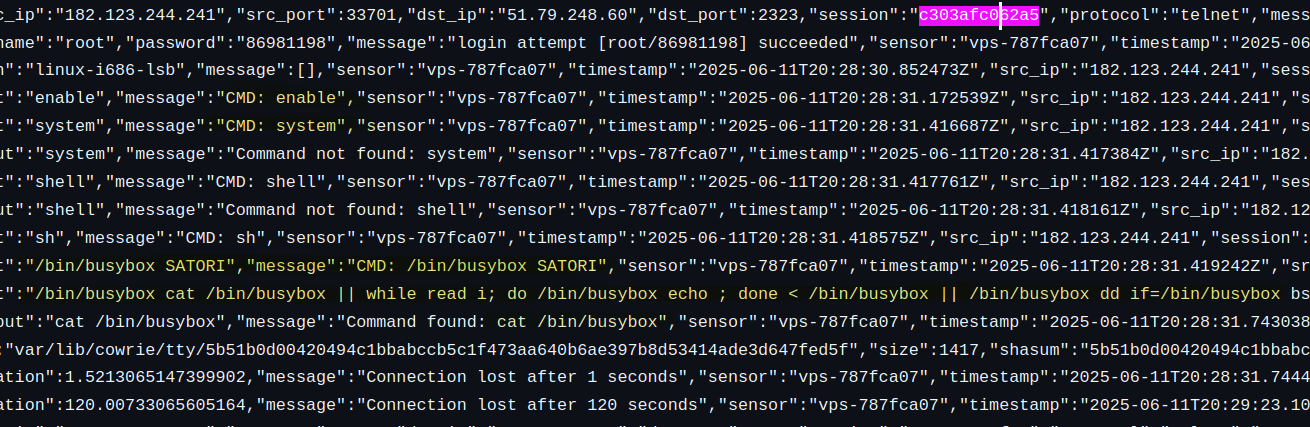 c_ip":"182.123.244.241","src_port":33701,"dst_ip":"51.79.248.60","dst_port":2323,"session":"c303afc062a5","protocol":"telnet","mess
name":"root","password":"86981198","message":"login attempt [root/86981198] succeeded","sensor":"vps-787fca07","timestamp":"2025-06
n":"linux-i686-lsb","message":[],"sensor":"vps-787fca07","timestamp":"2025-06-11T20:28:30.852473Z","src_ip":"182.123.244.241","sess
t":"enable","message":"CMD: enable","sensor":"vps-787fca07","timestamp":"2025-06-11T20:28:31.172539Z","src_ip":"182.123.244.241","s
t":"system","message":"CMD: system","sensor":"vps-787fca07","timestamp":"2025-06-11T20:28:31.416687Z","src_ip":"182.123.244.241","s
ut":"system","message":"Command not found: system","sensor":"vps-787fca07","timestamp":"2025-06-11T20:28:31.417384Z","src_ip":"182.
t":"shell","message":"CMD: shell","sensor":"vps-787fca07","timestamp":"2025-06-11T20:28:31.417761Z","src_ip":"182.123.244.241","ses
ut":"shell","message":"Command not found: shell","sensor":"vps-787fca07","timestamp":"2025-06-11T20:28:31.418161Z","src_ip":"182.12
t":"sh","message":"CMD: sh","sensor":"vps-787fca07","timestamp":"2025-06-11T20:28:31.418575Z","src_ip":"182.123.244.241","session":
t":"/bin/busybox SATORI","message":"CMD: /bin/busybox SATORI","sensor":"vps-787fca07","timestamp":"2025-06-11T20:28:31.419242Z","sr
t":"/bin/busybox cat /bin/busybox || while read i; do /bin/busybox echo ; done < /bin/busybox || /bin/busybox dd if=/bin/busybox bs
put":"cat /bin/busybox","message":"Command found: cat /bin/busybox","sensor":"vps-787fca07","timestamp":"2025-06-11T20:28:31.743038
:"var/lib/cowrie/tty/5b51b0d00420494c1bbabccb5c1f473aa640b6ae397b8d53414ade3d647fed5f","size":1417,"shasum":"5b51b0d00420494c1bbabc
ation":1.5213065147399902,"message":"Connection lost after 1 seconds","sensor":"vps-787fca07","timestamp":"2025-06-11T20:28:31.7444
ation":120.00733065605164,"message":"Connection lost after 120 seconds","sensor":"vps-787fca07","timestamp":"2025-06-11T20:29:23.10